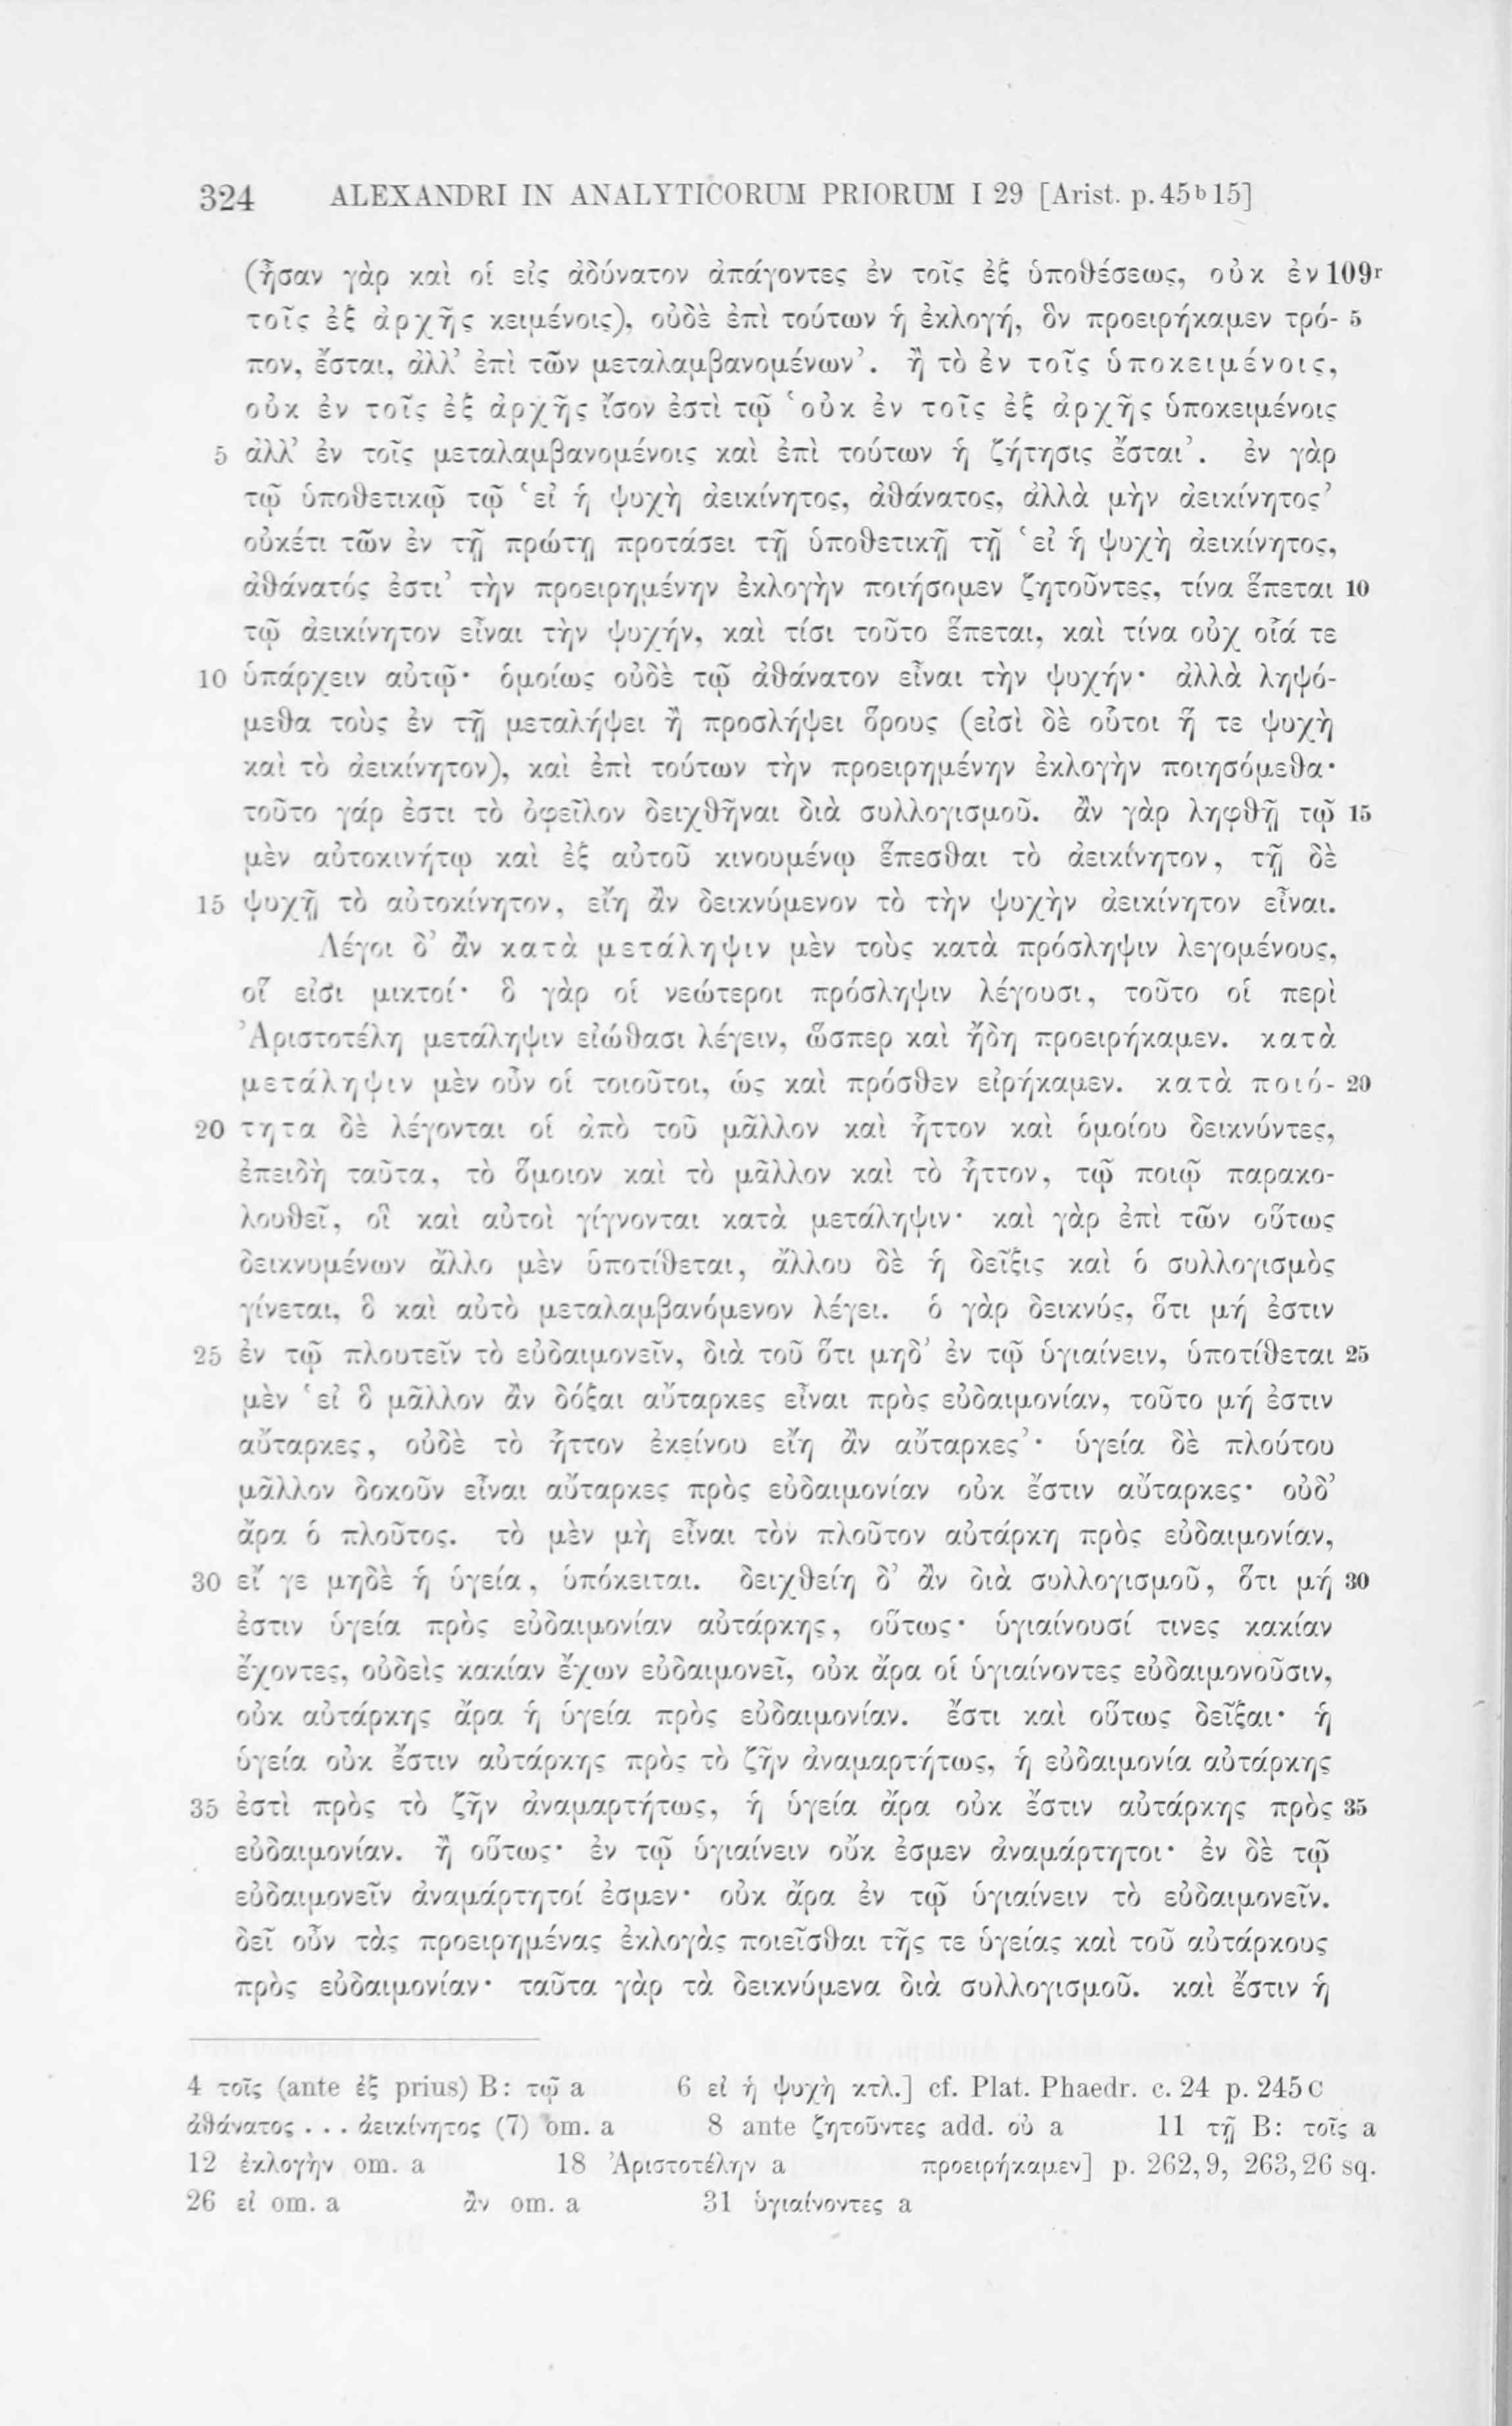 324 ALEXANDRI IN ANALYTICORUM PRIORUM I 29 [Arist. p. 45b15]
(ἦσαν γὰρ καὶ οἱ εἰς ἀδύνατον ἀπάγοντες ἐν τοῖς ἐξ ὑποθέσεως, οὐκ ἐν 109r
τοῖς ἐξ ἀρχῆς κειμένοις), οὐδὲ ἐπὶ τούτων ἡ ἐκλογή, ὃν προειρήκαμεν τρό- 5
πον, ἔσται, ἀλλ’ ἐπὶ τῶν μεταλαμβανομένων’. ἢ τὸ ἐν τοῖς ὑποκειμένοις,
οὐκ ἐν τοῖς ἐξ ἀρχῆς ἴσον ἐστὶ τῷ ‘οὐκ ἐν τοῖς ἐξ ἀρχῆς ὑποκειμένοις
5 ἀλλ’ ἐν τοῖς μεταλαμβανομένοις καὶ ἐπὶ τούτων ἡ ζήτησις ἔσται’. ἐν γὰρ
τῷ ὑποθετικῷ τῷ ‘εἰ ἡ ψυχὴ ἀεικίνητος, ἀθάνατος, ἀλλὰ μὴν ἀεικίνητος’
οὐκέτι τῶν ἐν τῇ πρώτῃ προτάσει τῇ ὑποθετικῇ τῇ ‘εἰ ἡ ψυχὴ ἀεικίνητος,
ἀθάνατός ἐστι’ τὴν προειρημένην ἐκλογὴν ποιήσομεν ζητοῦντες, τίνα ἕπεται 10
τῷ ἀεικίνητον εἶναι τὴν ψυχήν, καὶ τίσι τοῦτο ἕπεται, καὶ τίνα οὐχ οἷά τε
10 ὑπάρχειν αὐτῷ· ὁμοίως οὐδὲ τῷ ἀθάνατον εἶναι τὴν ψυχήν· ἀλλὰ ληψό-
μεθα τοὺς ἐν τῇ μεταλήψει ἢ προσλήψει ὅρους (εἰσὶ δὲ οὗτοι ἥ τε ψυχὴ
καὶ τὸ ἀεικίνητον), καὶ ἐπὶ τούτων τὴν προειρημένην ἐκλογὴν ποιησόμεθα·
τοῦτο γάρ ἐστι τὸ ὀφεῖλον δειχθῆναι διὰ συλλογισμοῦ. ἂν γὰρ ληφθῇ τῷ 15
μὲν αὐτοκινήτῳ καὶ ἐξ αὑτοῦ κινουμένῳ ἕπεσθαι τὸ ἀεικίνητον, τῇ δὲ
15 ψυχῇ τὸ αὐτοκίνητον, εἴη ἂν δεικνύμενον τὸ τὴν ψυχὴν ἀεικίνητον εἶναι.
Λέγοι δ’ ἂν κατὰ μετάληψιν μὲν τοὺς κατὰ πρόσληψιν λεγομένους,
οἵ εἰσι μικτοί· ὃ γὰρ οἱ νεώτεροι πρόσληψιν λέγουσι, τοῦτο οἱ περὶ
Ἀριστοτέλη μετάληψιν εἰώθασι λέγειν, ὥσπερ καὶ ἤδη προειρήκαμεν. κατὰ
μετάληψιν μὲν οὖν οἱ τοιοῦτοι, ὡς καὶ πρόσθεν εἰρήκαμεν. κατὰ ποιό- 20
20 τητα δὲ λέγονται οἱ ἀπὸ τοῦ μᾶλλον καὶ ἧττον καὶ ὁμοίου δεικνύντες,
ἐπειδὴ ταῦτα, τὸ ὅμοιον καὶ τὸ μᾶλλον καὶ τὸ ἧττον, τῷ ποιῷ παρακο-
λουθεῖ, οἳ καὶ αὐτοὶ γίγνονται κατὰ μετάληψιν· καὶ γὰρ ἐπὶ τῶν οὕτως
δεικνυμένων ἄλλο μὲν ὑποτίθεται, ἄλλου δὲ ἡ δεῖξις καὶ ὁ συλλογισμὸς
γίνεται, ὃ καὶ αὐτὸ μεταλαμβανόμενον λέγει. ὁ γὰρ δεικνύς, ὅτι μή ἐστιν
25 ἐν τῷ πλουτεῖν τὸ εὐδαιμονεῖν, διὰ τοῦ ὅτι μηδ’ ἐν τῷ ὑγιαίνειν, ὑποτίθεται 25
μὲν ‘εἰ ὃ μᾶλλον ἂν δόξαι αὔταρκες εἶναι πρὸς εὐδαιμονίαν, τοῦτο μή ἐστιν
αὔταρκες, οὐδὲ τὸ ἧττον ἐκείνου εἴη ἂν αὔταρκες’· ὑγεία δὲ πλούτου
μᾶλλον δοκοῦν εἶναι αὔταρκες πρὸς εὐδαιμονίαν οὐκ ἔστιν αὔταρκες· οὐδ’
ἄρα ὁ πλοῦτος. τὸ μὲν μὴ εἶναι τὸν πλοῦτον αὐτάρκη πρὸς εὐδαιμονίαν,
30 εἴ γε μηδὲ ἡ ὑγεία, ὑπόκειται. δειχθείη δ’ ἂν διὰ συλλογισμοῦ, ὅτι μή 30
ἐστιν ὑγεία πρὸς εὐδαιμονίαν αὐτάρκης, οὕτως· ὑγιαίνουσί τινες κακίαν
ἔχοντες, οὐδεὶς κακίαν ἔχων εὐδαιμονεῖ, οὐκ ἄρα οἱ ὑγιαίνοντες εὐδαιμονοῦσιν,
οὐκ αὐτάρκης ἄρα ἡ ὑγεία πρὸς εὐδαιμονίαν. ἔστι καὶ οὕτως δεῖξαι· ἡ
ὑγεία οὐκ ἔστιν αὐτάρκης πρὸς τὸ ζῆν ἀναμαρτήτως, ἡ εὐδαιμονία αὐτάρκης
35 ἐστὶ πρὸς τὸ ζῆν ἀναμαρτήτως, ἡ ὑγεία ἄρα οὐκ ἔστιν αὐτάρκης πρὸς 35
εὐδαιμονίαν. ἢ οὕτως· ἐν τῷ ὑγιαίνειν οὔκ ἐσμεν ἀναμάρτητοι· ἐν δὲ τῷ
εὐδαιμονεῖν ἀναμάρτητοί ἐσμεν· οὐκ ἄρα ἐν τῷ ὑγιαίνειν τὸ εὐδαιμονεῖν.
δεῖ οὖν τὰς προειρημένας ἐκλογὰς ποιεῖσθαι τῆς τε ὑγείας καὶ τοῦ αὐτάρκους
πρὸς εὐδαιμονίαν· ταῦτα γὰρ τὰ δεικνύμενα διὰ συλλογισμοῦ. καὶ ἔστιν ἡ
4 τοῖς (ante ἐξ prius) B: τῷ a 6 εἰ ἡ ψυχὴ κτλ.] cf. Plat. Phaedr. c. 24 p. 245C
ἀθάνατος . . . ἀεικίνητος (7) om. a 8 ante ζητοῦντες add. οὐ a 11 τῇ B: τοῖς a
12 ἐκλογὴν om. a 18 Ἀριστοτέλην a προειρήκαμεν] p. 262,9, 263,26 sq.
26 εἰ om. a ἂν om. a 31 ὑγιαίνοντες a